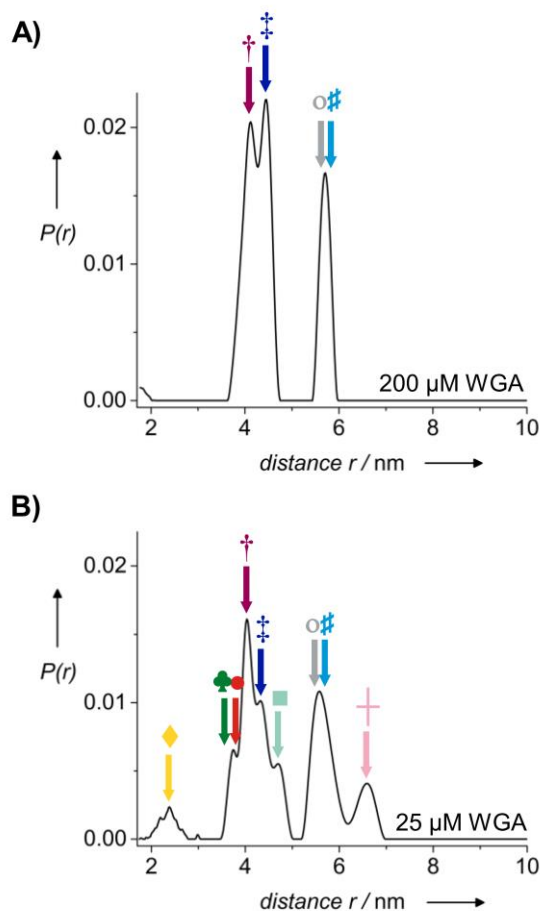 A)
† ‡
o #
0.02
P(r)
0.01
200 µM WGA
0.00
2 4 6 8 10
distance r / nm
B)
†
0.02
‡ o #
P(r)
♣ ● ■ †
0.01
♦
25 µM WGA
0.00
2 4 6 8 10
distance r / nm